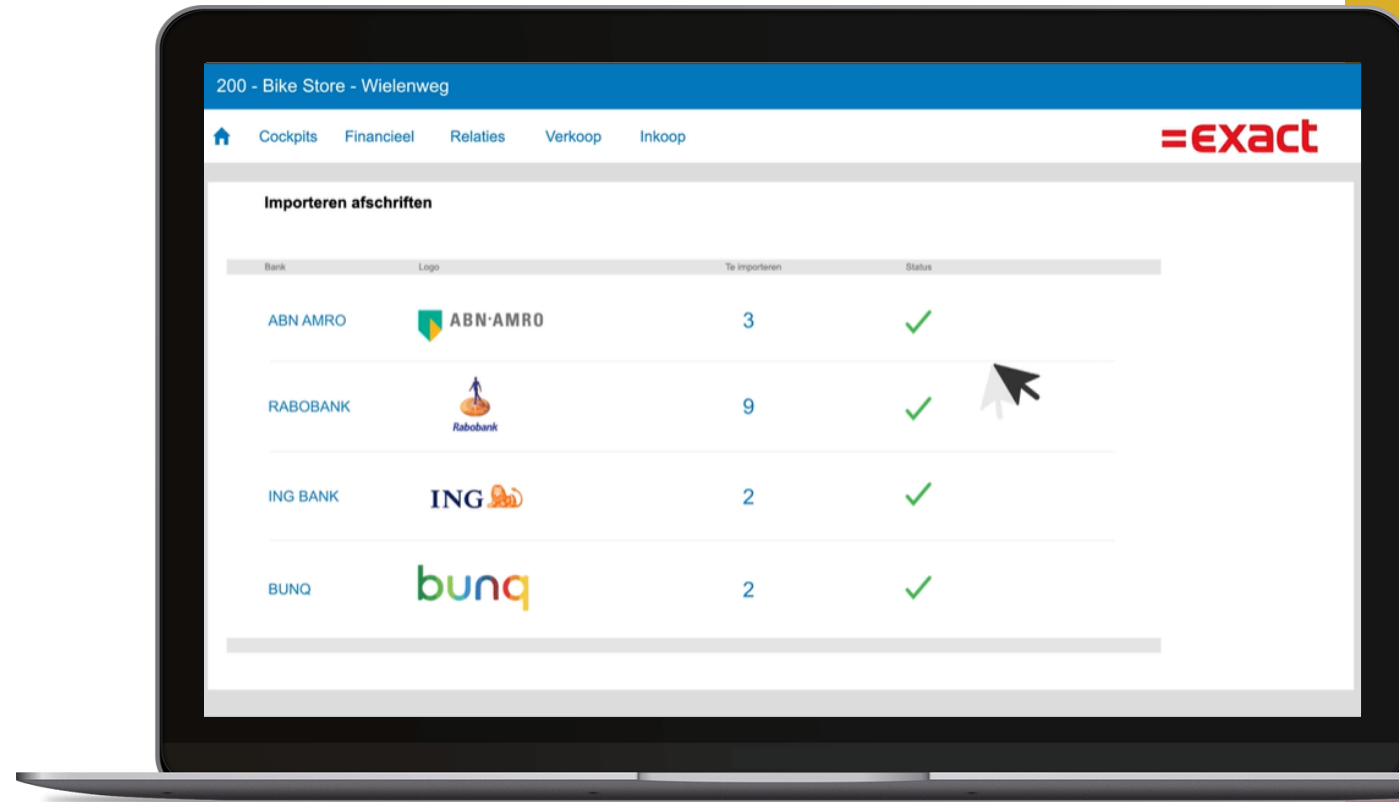 200 - Bike Store - Wielenweg
Cockpits Financieel Relaties Verkoop Inkoop
=exact
Importeren afschriften
Bank Logo Te importeren Status
ABN AMRO ABN·AMRO 3
RABOBANK Rabobank 9
ING BANK ING 2
BUNQ bunq 2